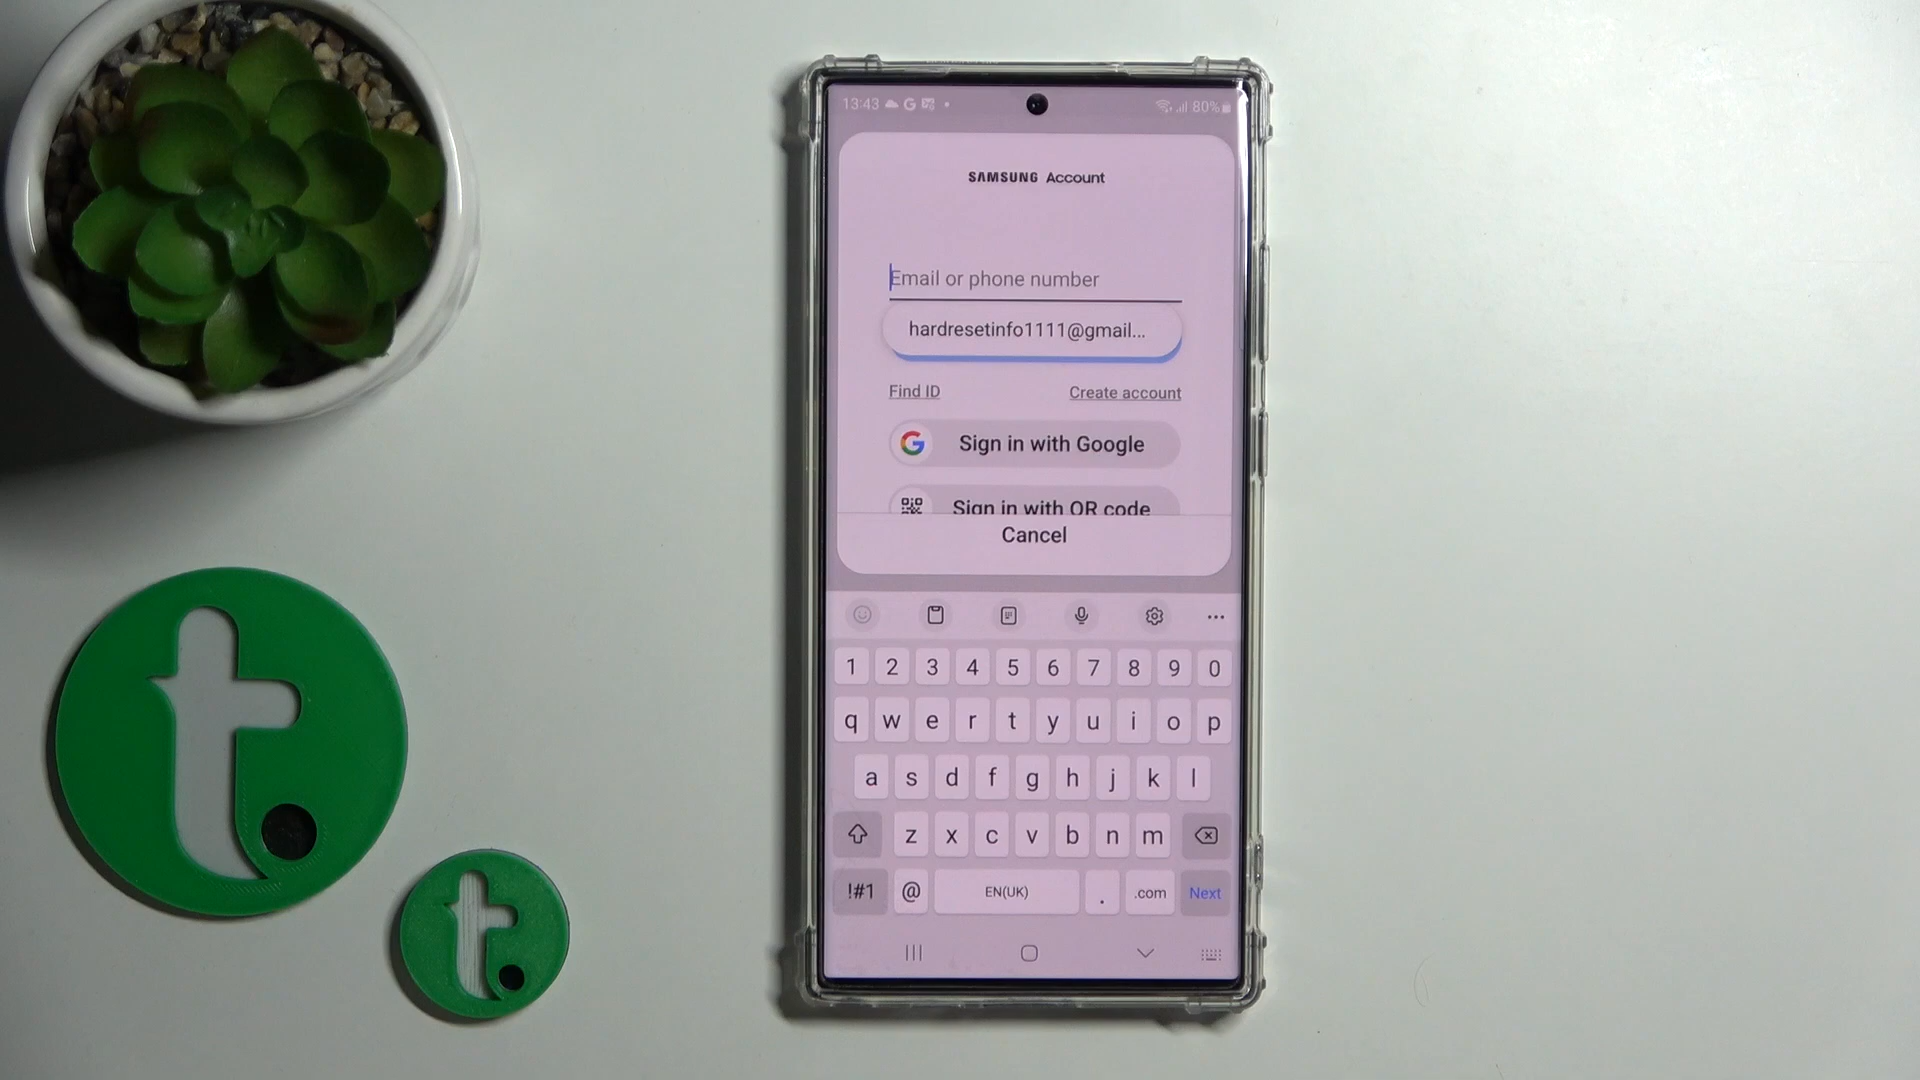 13:43 G 80%
SAMSUNG Account
Email or phone number
hardresetinfo1111@gmail...
Find ID Create account
G Sign in with Google
Sign in with QR code
Cancel
1 2 3 4 5 6 7 8 9 0
q w e r t y u i o p
a s d f g h j k l
z x c v b n m
!#1 @ EN(UK) . .com Next
t
t